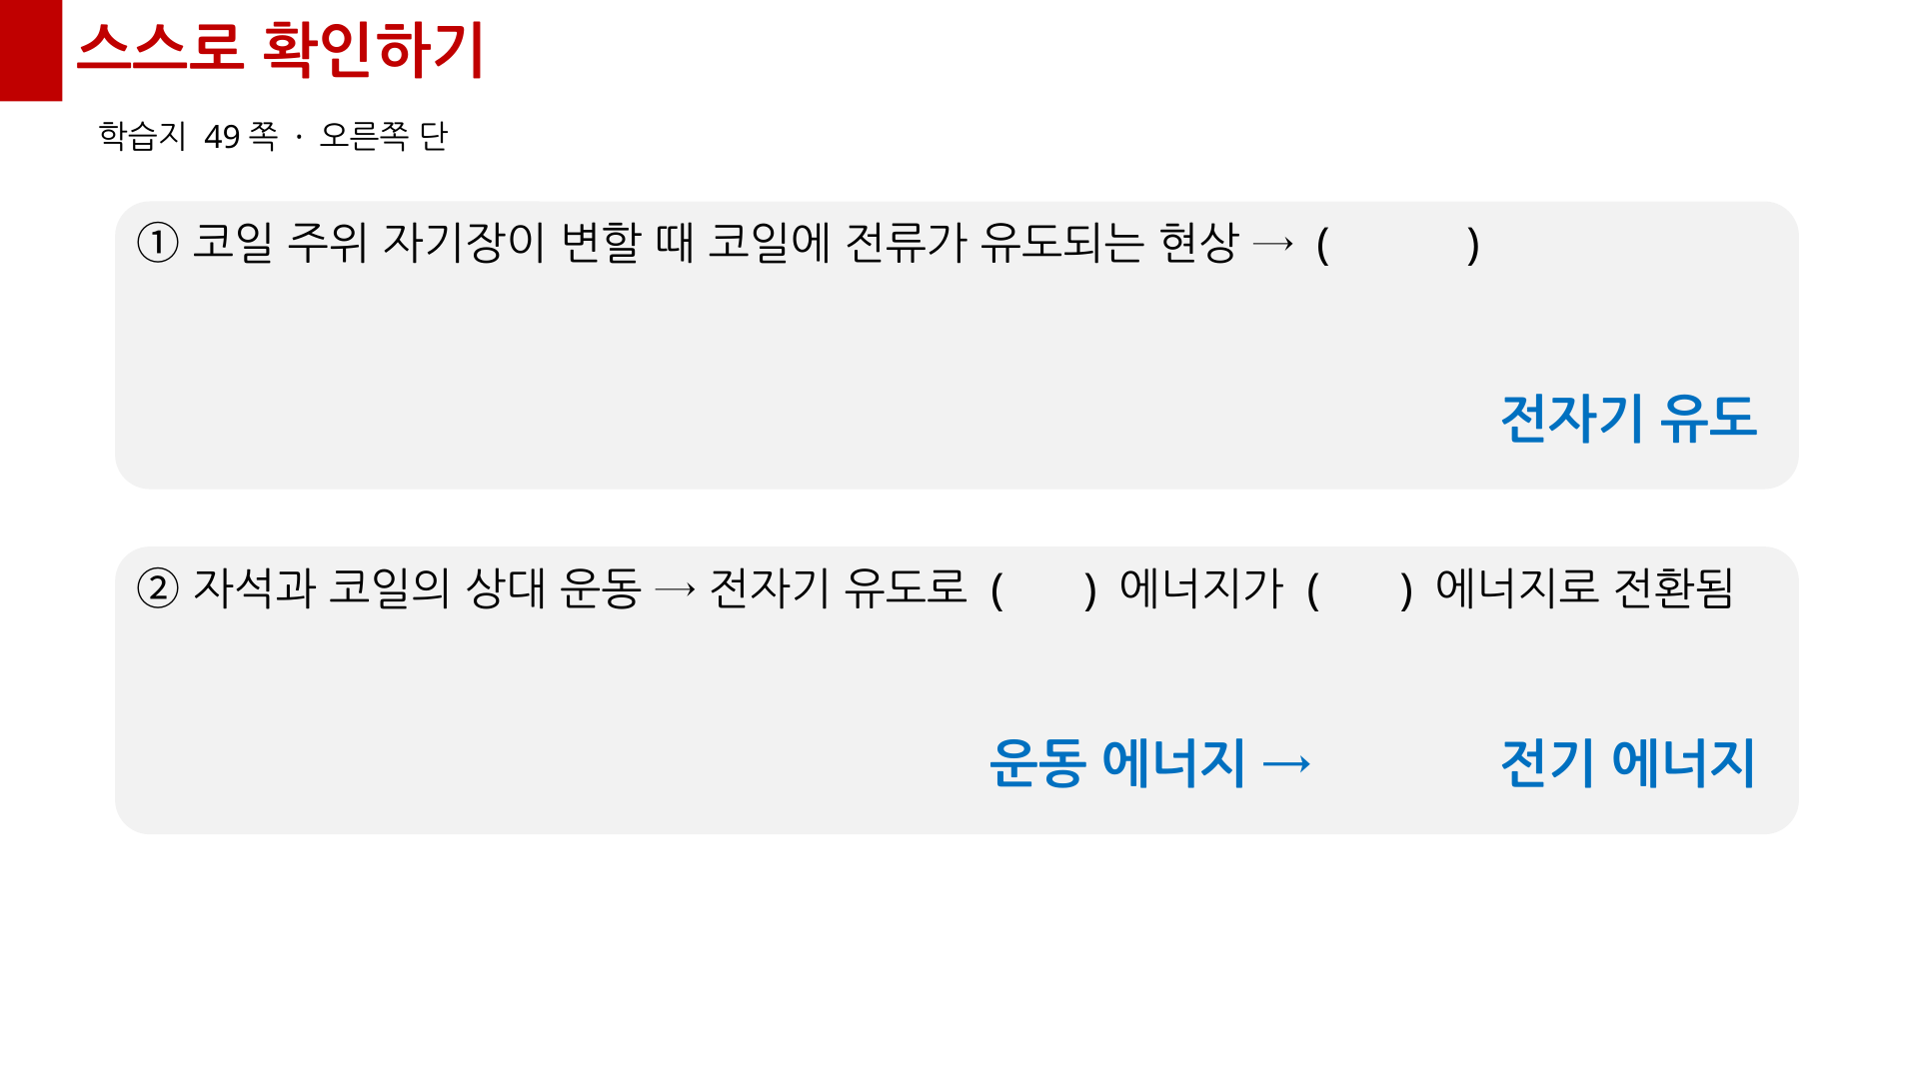 스스로 확인하기
학습지 49쪽 · 오른쪽 단
① 코일 주위 자기장이 변할 때 코일에 전류가 유도되는 현상 → ( )
전자기 유도
② 자석과 코일의 상대 운동 → 전자기 유도로 ( ) 에너지가 ( ) 에너지로 전환됨
운동 에너지 → 전기 에너지